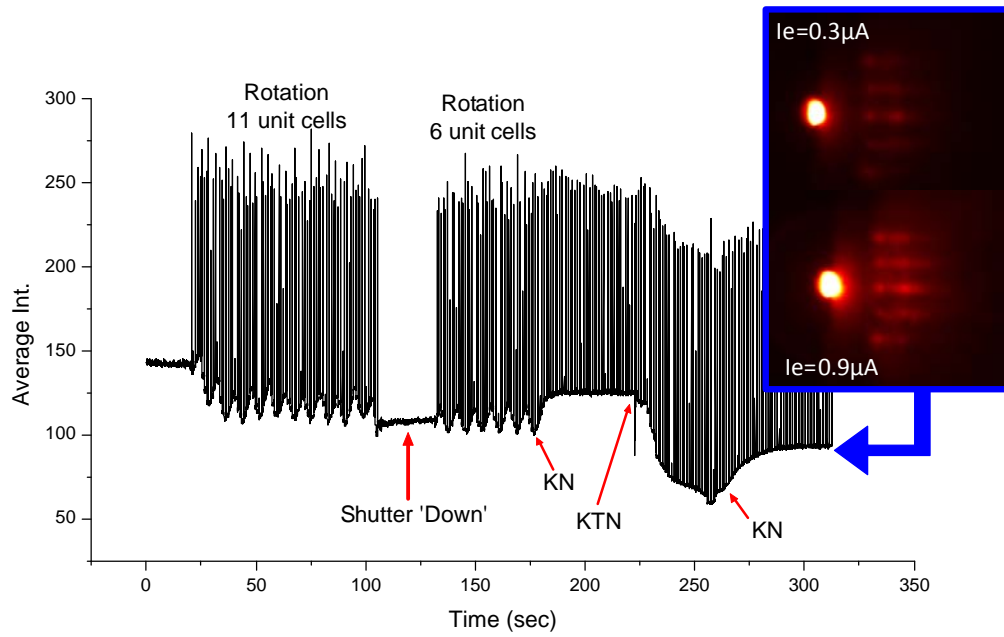 Ie=0.3µA
Ie=0.9µA
Rotation
11 unit cells
Rotation
6 unit cells
300
250
200
150
100
50
Average Int.
KN
KTN
KN
Shutter 'Down'
0
50
100
150
200
250
300
350
Time (sec)